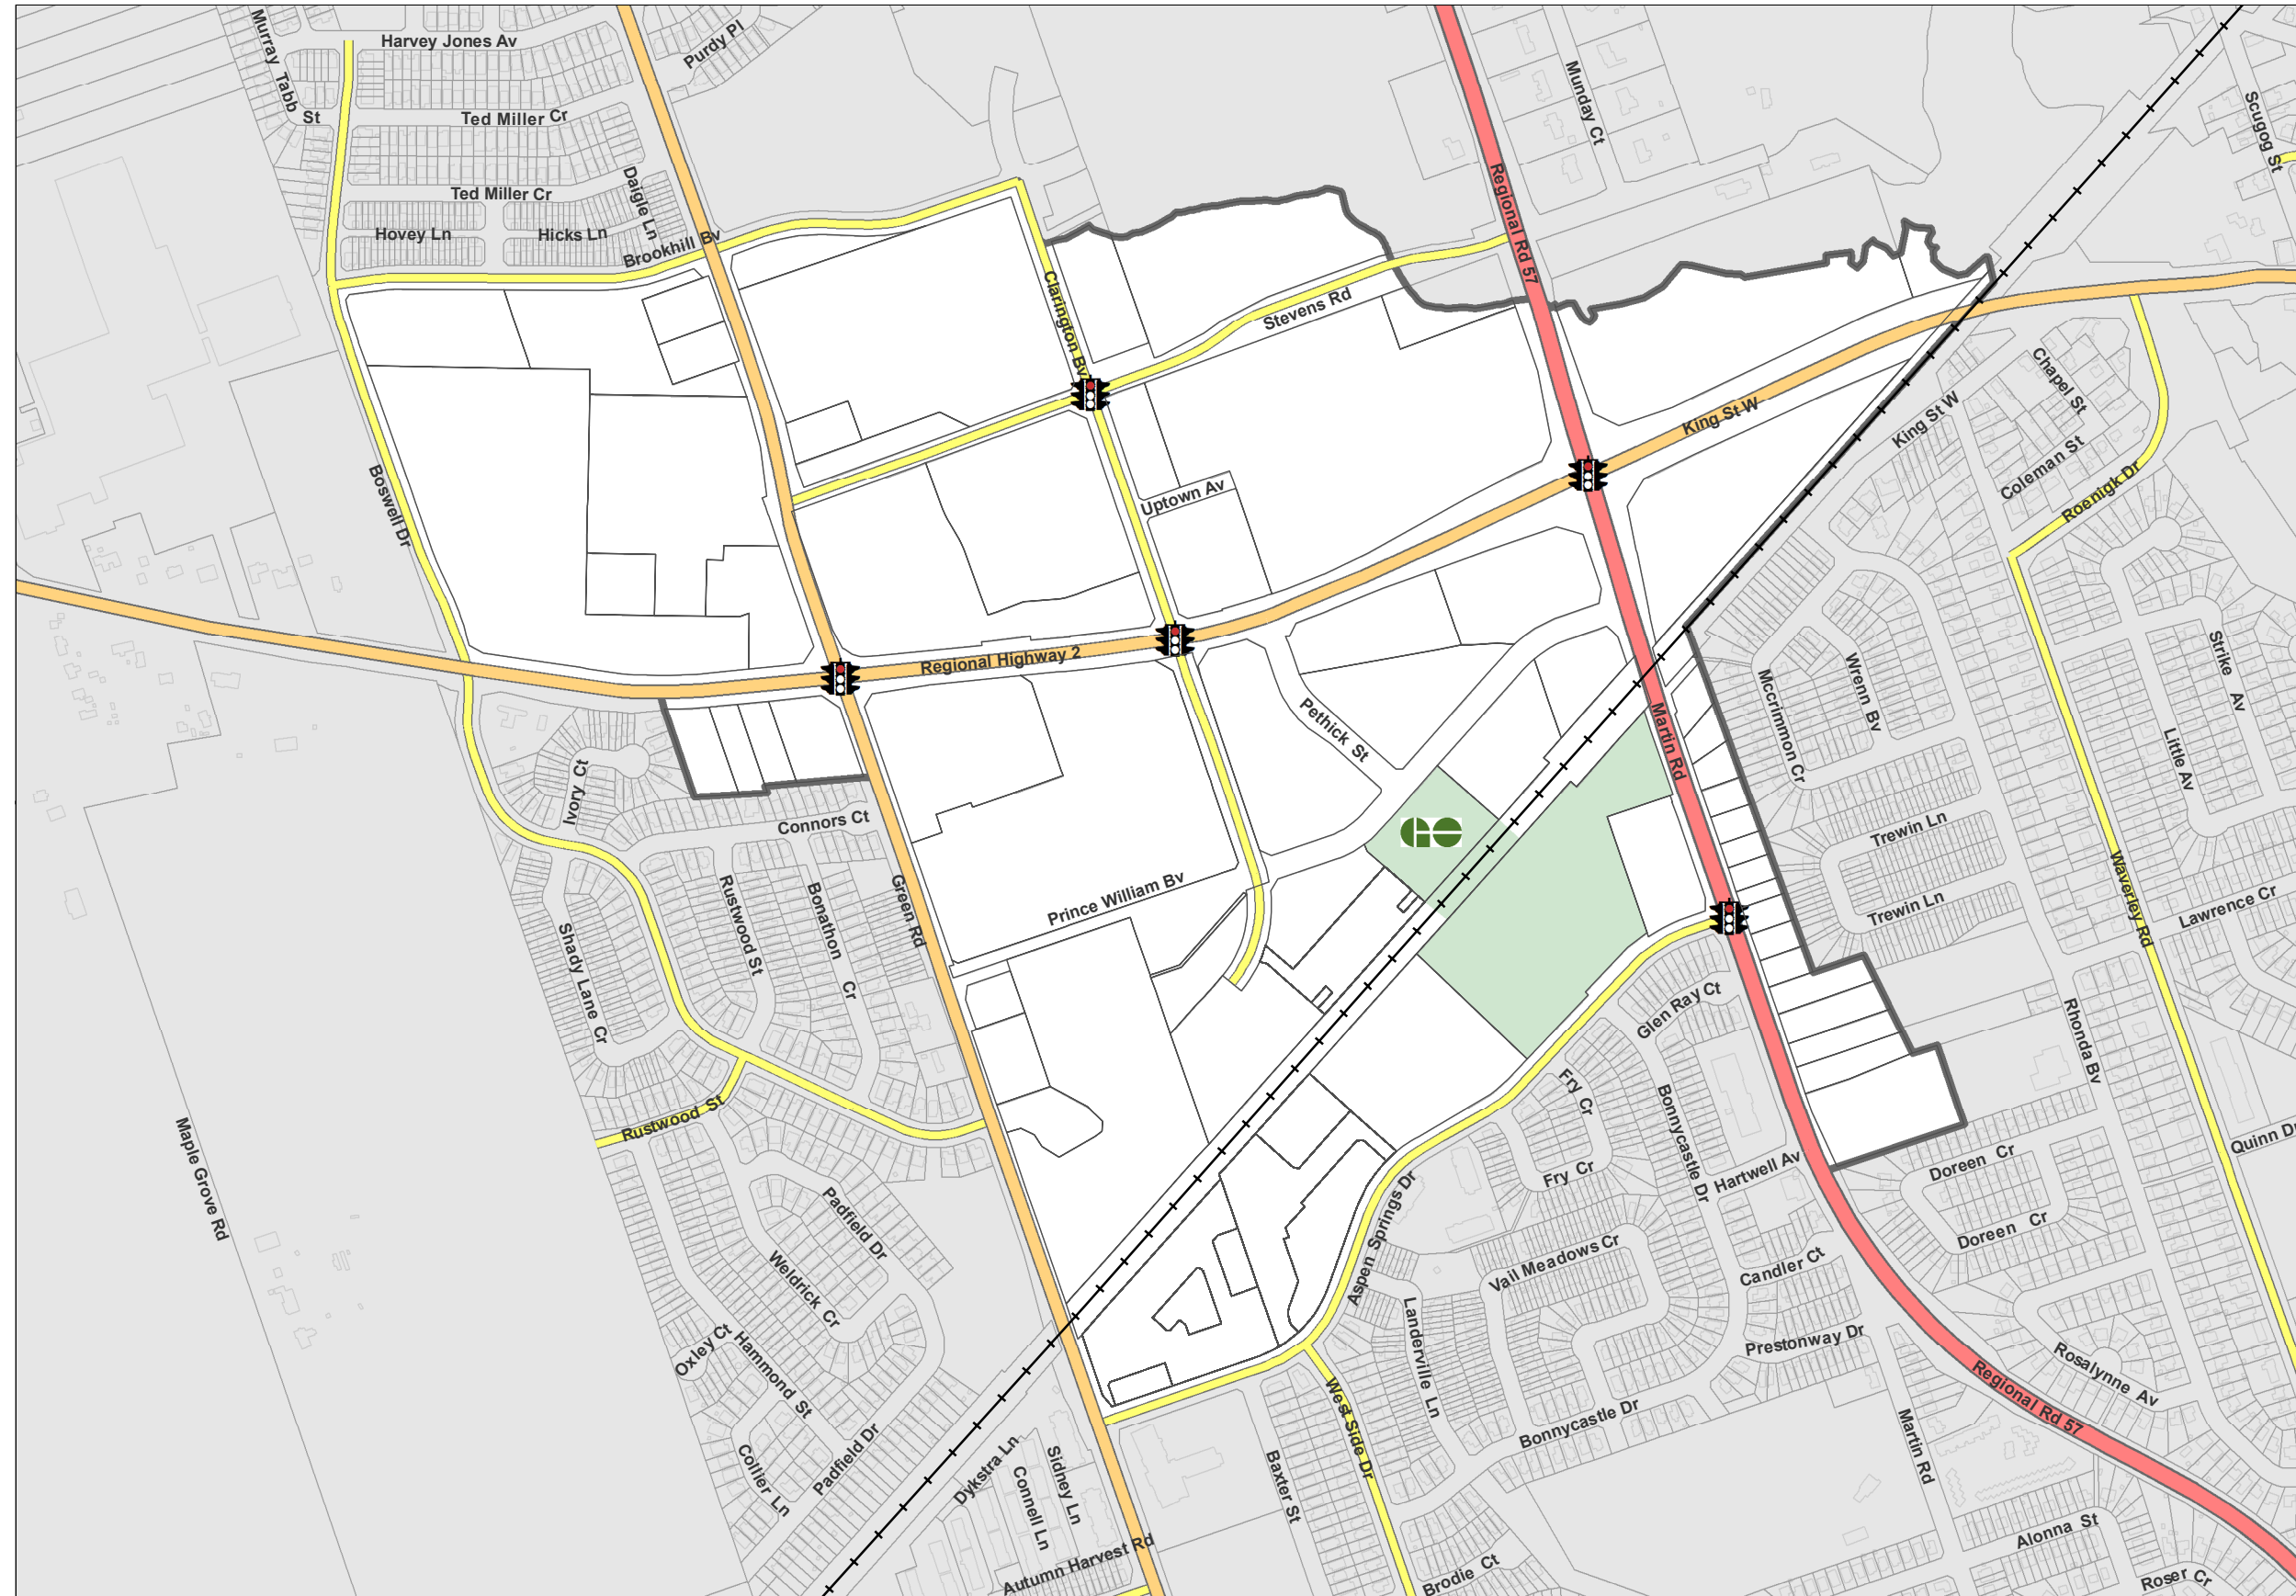 Harvey Jones Av
Purdy Pl
Murray Tabb St
Ted Miller Cr
Munday Ct
Scugog St
Ted Miller Cr
Daigle Ln
Hovey Ln
Hicks Ln
Brookhill Bv
Regional Rd 57
Clarington Bv
Stevens Rd
King St W
Chapel St
King St W
Coleman St
Roenigk Dr
Boswell Dr
Uptown Av
Regional Highway 2
Pethick St
Martin Rd
Mccrimmon Cr
Wrenn Bv
Strike Av
Little Av
Ivory Ct
Connors Ct
GO
Trewin Ln
Trewin Ln
Waverley Rd
Lawrence Cr
Rustwood St
Bonathon Cr
Green Rd
Prince William Bv
Shady Lane Cr
Glen Ray Ct
Rhonda Bv
Fry Cr
Bonnycastle Dr
Rustwood St
Maple Grove Rd
Quinn Dr
Fry Cr
Hartwell Av
Doreen Cr
Doreen Cr
Padfield Dr
Aspen Springs Dr
Vail Meadows Cr
Candler Ct
Weldrick Cr
Oxley Ct
Hammond St
Landerville Ln
Prestonway Dr
Rosalynne Av
Regional Rd 57
West Side Dr
Bonnycastle Dr
Martin Rd
Padfield Dr
Collier Ln
Dykstra Ln
Sidney Ln
Connell Ln
Baxter St
Autumn Harvest Rd
Brodie Ct
Alonna St
Roser Cr